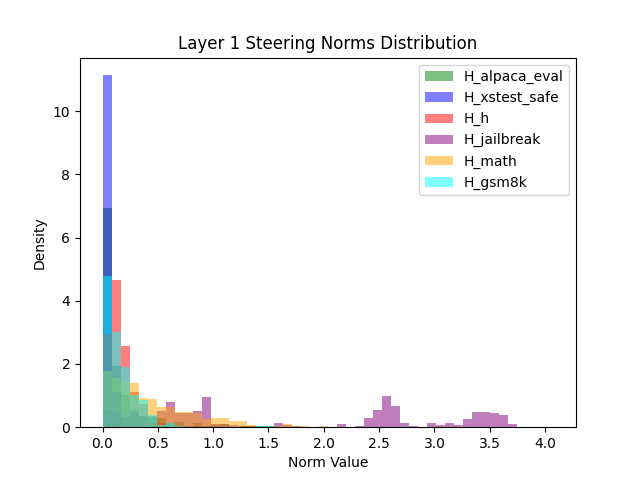 Layer 1 Steering Norms Distribution
H_alpaca_eval
H_xstest_safe
H_h
H_jailbreak
H_math
H_gsm8k
Density
10
8
6
4
2
0
0.0 0.5 1.0 1.5 2.0 2.5 3.0 3.5 4.0
Norm Value